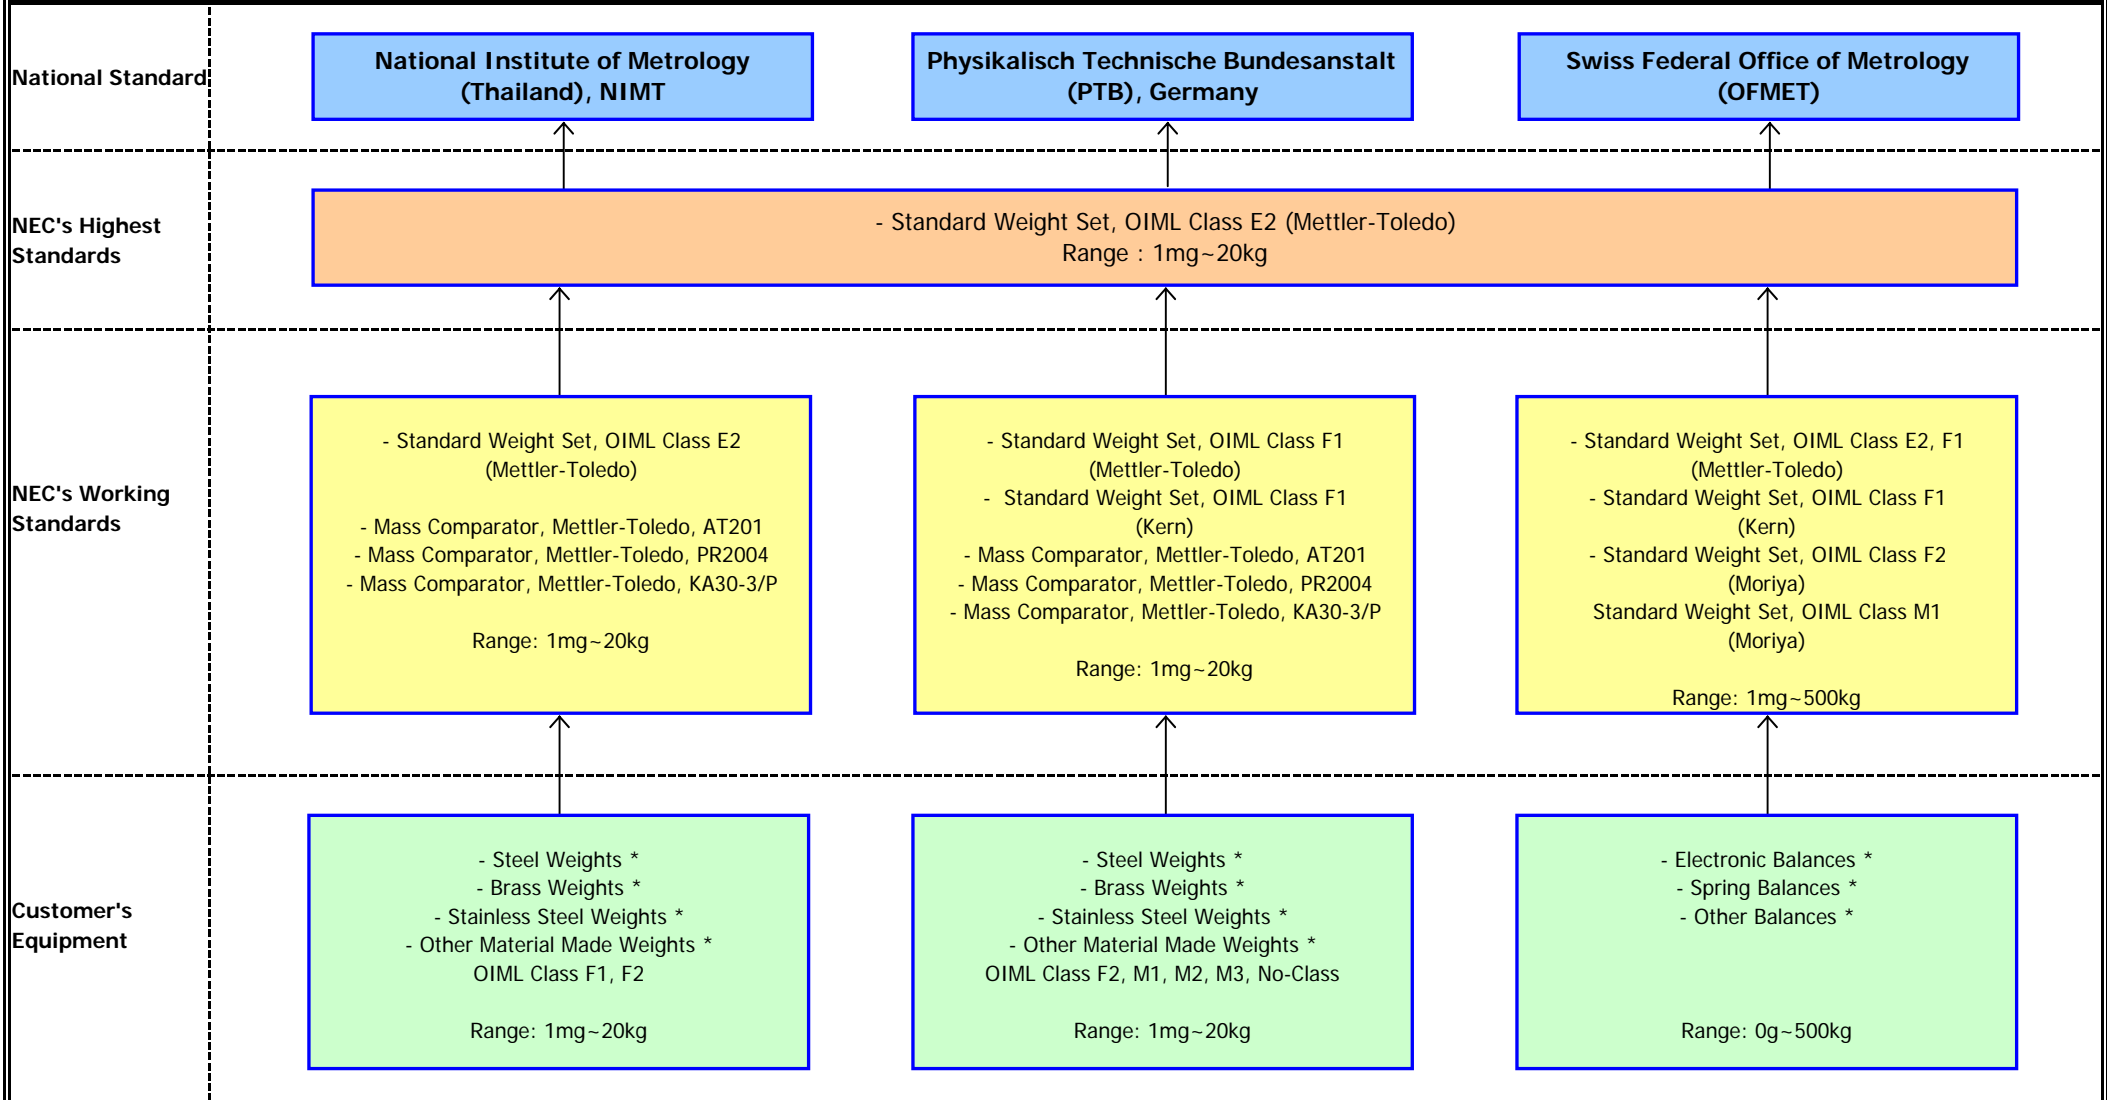 National Standard
National Institute of Metrology
(Thailand), NIMT
Physikalisch Technische Bundesanstalt
(PTB), Germany
Swiss Federal Office of Metrology
(OFMET)
NEC's Highest
Standards
- Standard Weight Set, OIML Class E2 (Mettler-Toledo)
Range : 1mg~20kg
NEC's Working
Standards
- Standard Weight Set, OIML Class E2
(Mettler-Toledo)
- Mass Comparator, Mettler-Toledo, AT201
- Mass Comparator, Mettler-Toledo, PR2004
- Mass Comparator, Mettler-Toledo, KA30-3/P
Range: 1mg~20kg
- Standard Weight Set, OIML Class F1
(Mettler-Toledo)
- Standard Weight Set, OIML Class F1
(Kern)
- Mass Comparator, Mettler-Toledo, AT201
- Mass Comparator, Mettler-Toledo, PR2004
- Mass Comparator, Mettler-Toledo, KA30-3/P
Range: 1mg~20kg
- Standard Weight Set, OIML Class E2, F1
(Mettler-Toledo)
- Standard Weight Set, OIML Class F1
(Kern)
- Standard Weight Set, OIML Class F2
(Moriya)
Standard Weight Set, OIML Class M1
(Moriya)
Range: 1mg~500kg
Customer's
Equipment
- Steel Weights *
- Brass Weights *
- Stainless Steel Weights *
- Other Material Made Weights *
OIML Class F1, F2
Range: 1mg~20kg
- Steel Weights *
- Brass Weights *
- Stainless Steel Weights *
- Other Material Made Weights *
OIML Class F2, M1, M2, M3, No-Class
Range: 1mg~20kg
- Electronic Balances *
- Spring Balances *
- Other Balances *
Range: 0g~500kg